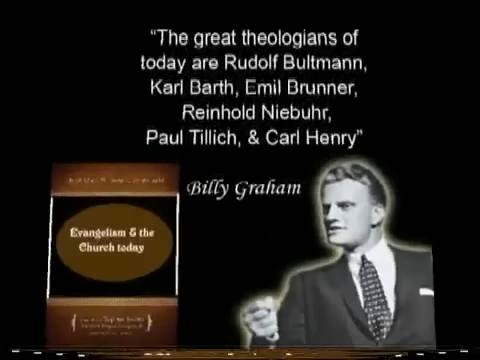 “The great theologians of
today are Rudolf Bultmann,
Karl Barth, Emil Brunner,
Reinhold Niebuhr,
Paul Tillich, & Carl Henry”
Billy Graham
Evangelism & the
Church today